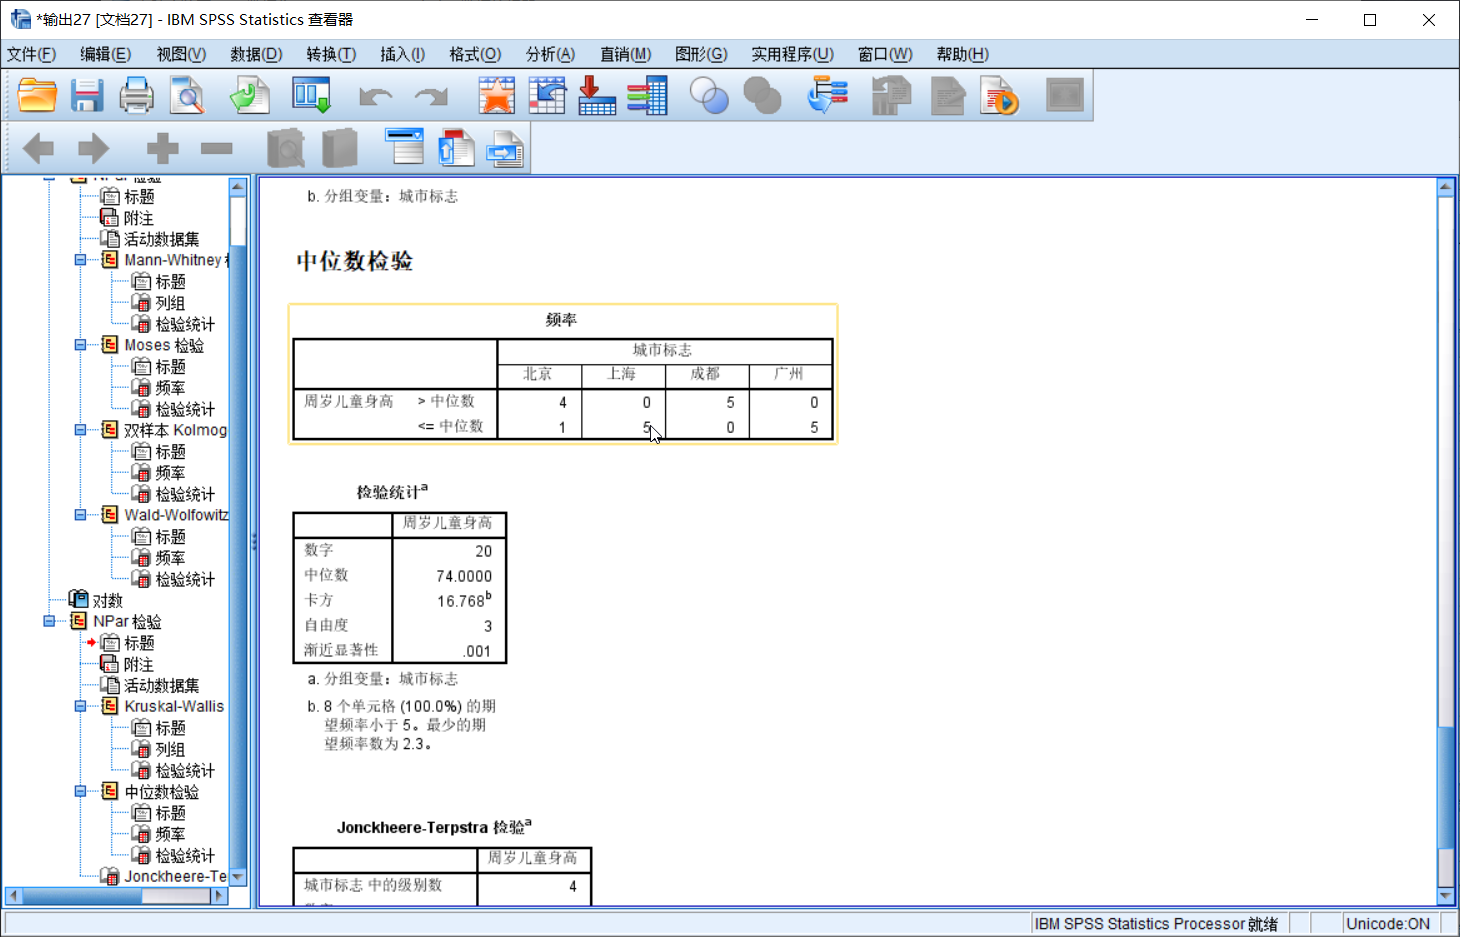 *输出27 [文档27] - IBM SPSS Statistics 查看器
文件(F) 编辑(E) 视图(V) 数据(D) 转换(T) 插入(I) 格式(O) 分析(A) 直销(M) 图形(G) 实用程序(U) 窗口(W) 帮助(H)
NPar 检验
标题
附注
活动数据集
Mann-Whitney
标题
列组
检验统计
Moses 检验
标题
频率
检验统计
双样本 Kolmog
标题
频率
检验统计
Wald-Wolfowitz
标题
频率
检验统计
对数
NPar 检验
标题
附注
活动数据集
Kruskal-Wallis
标题
列组
检验统计
中位数检验
标题
频率
检验统计
Jonckheere-Te
b. 分组变量：城市标志
中位数检验
频率
城市标志
北京 上海 成都 广州
周岁儿童身高 > 中位数 4 0 5 0
<= 中位数 1 5 0 5
检验统计a
周岁儿童身高
数字 20
中位数 74.0000
卡方 16.768b
自由度 3
渐近显著性 .001
a. 分组变量：城市标志
b. 8 个单元格 (100.0%) 的期
望频率小于 5。最少的期
望频率数为 2.3。
Jonckheere-Terpstra 检验a
周岁儿童身高
城市标志 中的级别数 4
IBM SPSS Statistics Processor 就绪 Unicode:ON